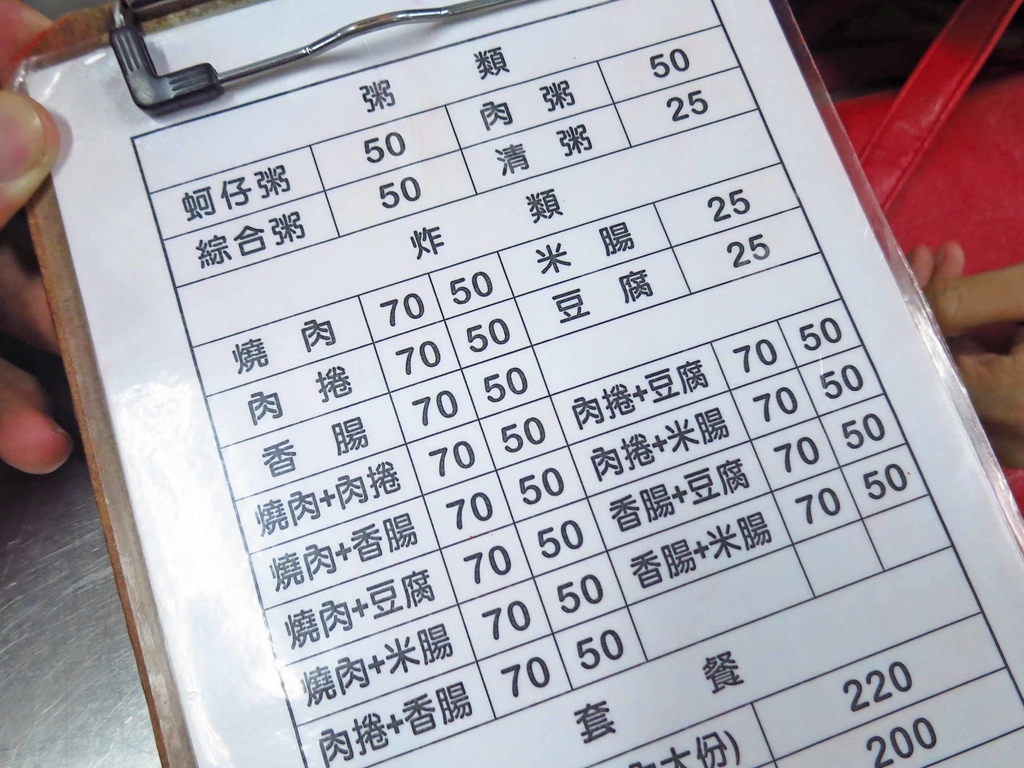 粥 類
蚵仔粥 50 肉 粥 50
綜合粥 50 清 粥 25
炸 類
燒 肉 70 50 米 腸 25
肉 捲 70 50 豆 腐 25
香 腸 70 50
燒肉+肉捲 70 50 肉捲+豆腐 70 50
燒肉+香腸 70 50 肉捲+米腸 70 50
燒肉+豆腐 70 50 香腸+豆腐 70 50
燒肉+米腸 70 50 香腸+米腸 70 50
肉捲+香腸 70 50
套 餐
大份) 220
200